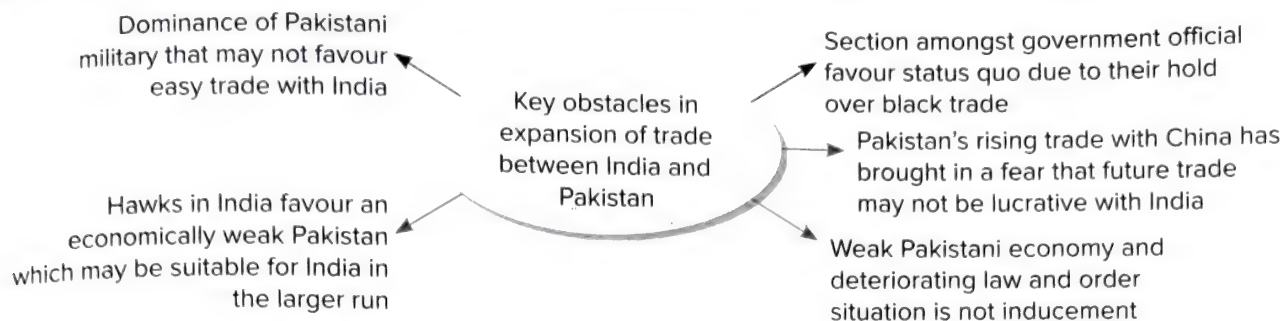 Dominance of Pakistani
military that may not favour
easy trade with India
Hawks in India favour an
economically weak Pakistan
which may be suitable for India in
the larger run
Key obstacles in
expansion of trade
between India and
Pakistan
Section amongst government official
favour status quo due to their hold
over black trade
Pakistan's rising trade with China has
brought in a fear that future trade
may not be lucrative with India
Weak Pakistani economy and
deteriorating law and order
situation is not inducement